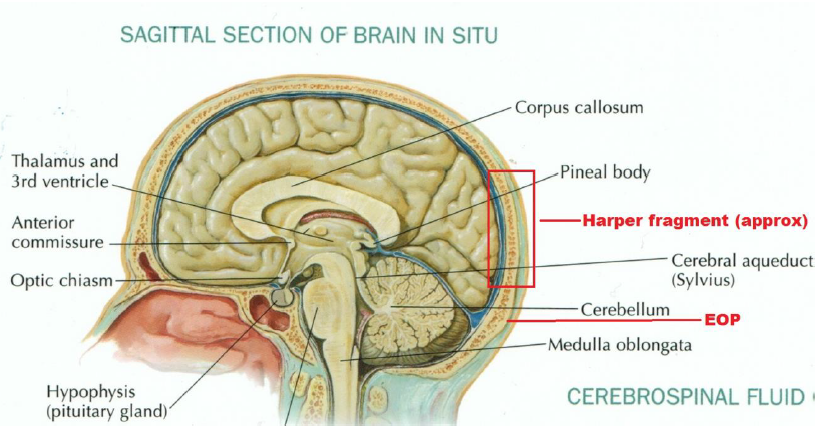 SAGITTAL SECTION OF BRAIN IN SITU
Corpus callosum
Thalamus and
3rd ventricle
Pineal body
Harper fragment (approx)
Anterior
commissure
Cerebral aqueduct
(Sylvius)
Optic chiasm
Cerebellum
EOP
Medulla oblongata
Hypophysis
(pituitary gland)
CEREBROSPINAL FLUID